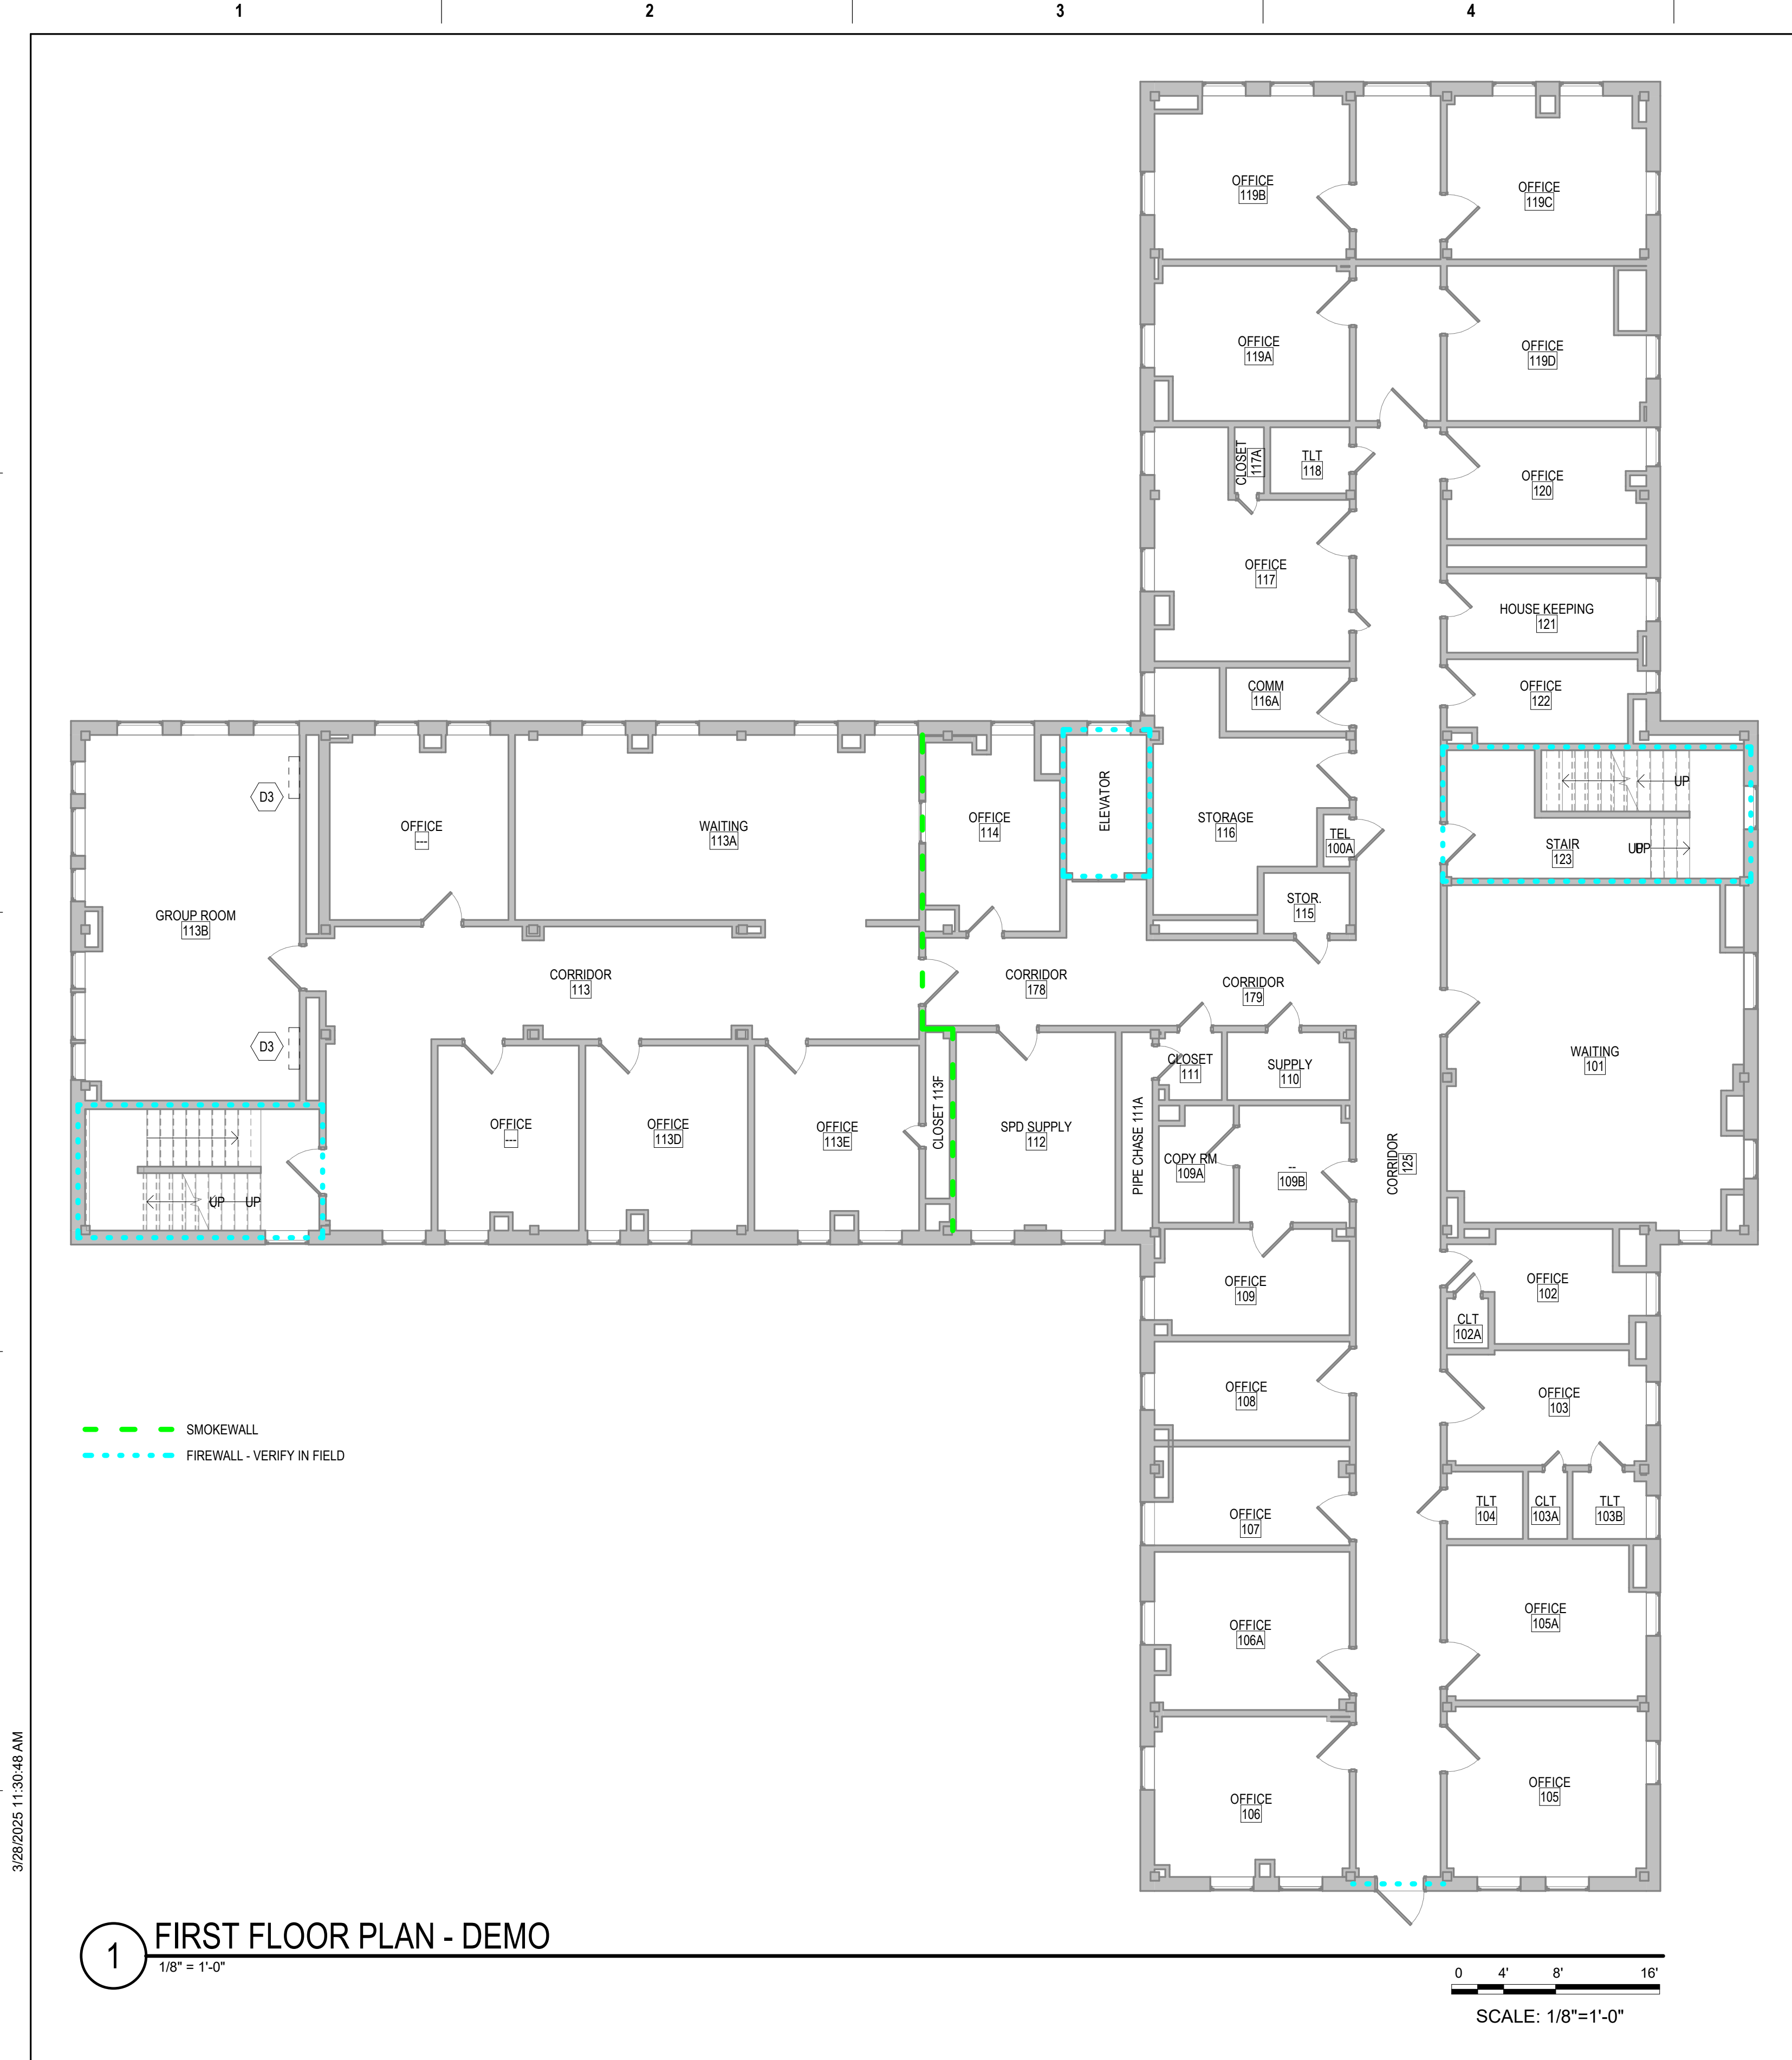 1 2 3 4
OFFICE
119B
OFFICE
119C
OFFICE
119A
OFFICE
119D
CLOSET
117A
TLT
118
OFFICE
120
OFFICE
117
HOUSE KEEPING
121
COMM
116A
OFFICE
122
D3
OFFICE
---
WAITING
113A
OFFICE
114
ELEVATOR
STORAGE
116
TEL
100A
UP
UP
UP
STAIR
123
GROUP ROOM
113B
STOR.
115
CORRIDOR
113
CORRIDOR
178
CORRIDOR
179
D3
CLOSET
111
SUPPLY
110
WAITING
101
OFFICE
---
OFFICE
113D
OFFICE
113E
CLOSET 113F
SPD SUPPLY
112
PIPE CHASE 111A
COPY RM
109A
--
109B
CORRIDOR
125
UP
UP
OFFICE
109
OFFICE
102
CLT
102A
OFFICE
108
OFFICE
103
SMOKEWALL
FIREWALL - VERIFY IN FIELD
OFFICE
107
TLT
104
CLT
103A
TLT
103B
OFFICE
106A
OFFICE
105A
OFFICE
106
OFFICE
105
3/28/2025 11:30:48 AM
1
FIRST FLOOR PLAN - DEMO
1/8" = 1'-0"
0 4' 8' 16'
SCALE: 1/8"=1'-0"